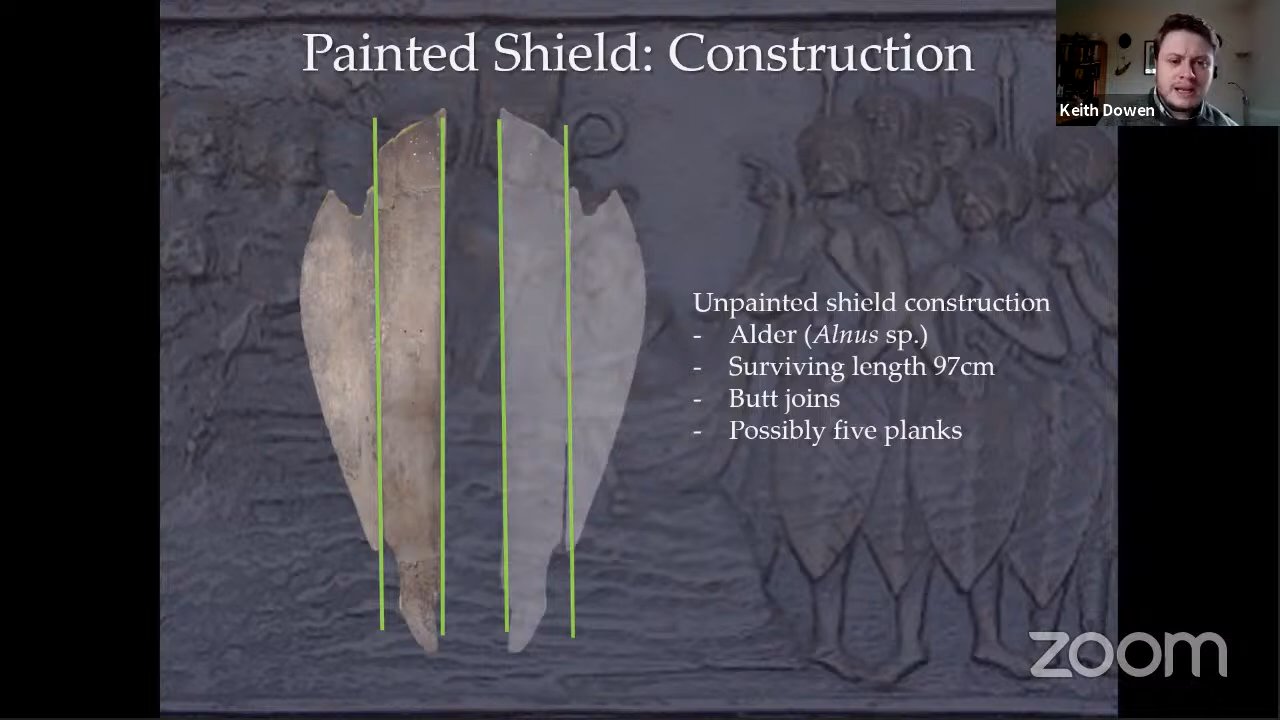 Painted Shield: Construction
Keith Dowen
Unpainted shield construction
- Alder (Alnus sp.)
- Surviving length 97cm
- Butt joins
- Possibly five planks
zoom